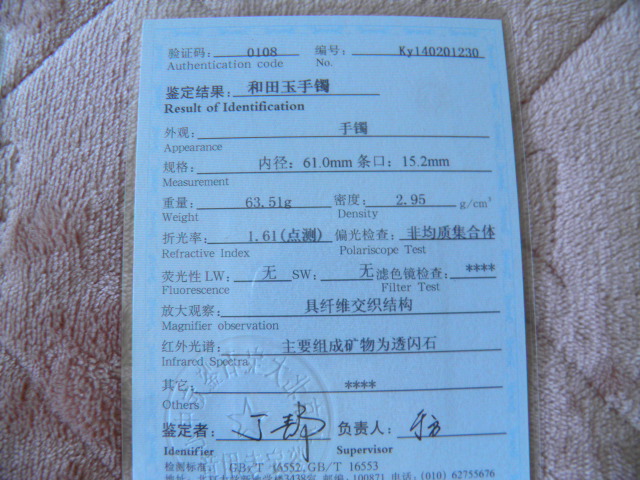 验证码: 0108 编号: Ky140201230
Authentication code No.
鉴定结果: 和田玉手镯
Result of Identification
外观: 手镯
Appearance
规格: 内径: 61.0mm 条口: 15.2mm
Measurement
重量: 63.51g 密度: 2.95 g/cm³
Weight Density
折光率: 1.61(点测) 偏光检查: 非均质集合体
Refractive Index Polariscope Test
荧光性 LW: 无 SW: 无 滤色镜检查: ****
Fluorescence Filter Test
放大观察: 具纤维交织结构
Magnifier observation
红外光谱: 主要组成矿物为透闪石
Infrared Spectra
其它: ****
Others
鉴定者: 负责人:
Identifier Supervisor
检测标准: GB/T 16552, GB/T 16553
地址: 邮编: 100871 电话: (010) 62755676